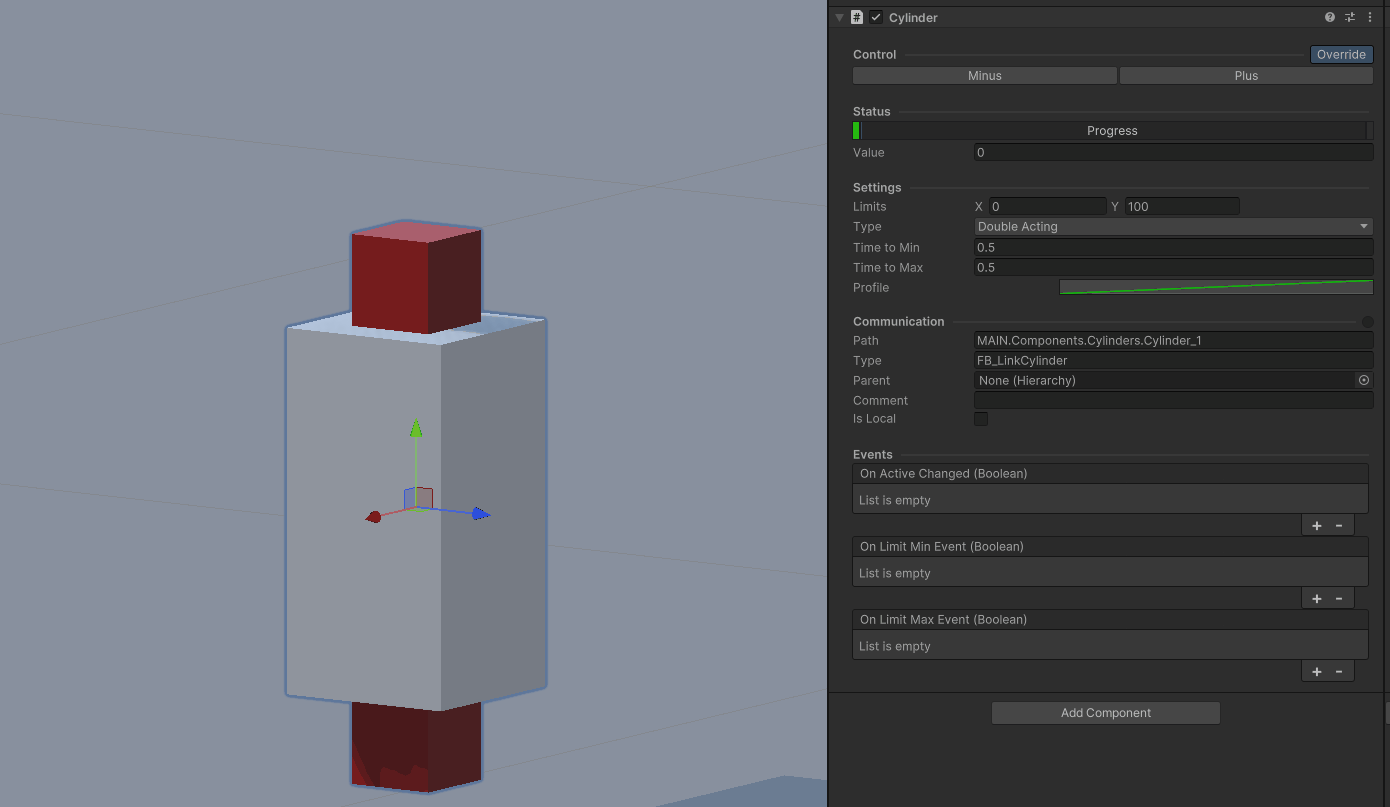 Cylinder
Control Override
Minus Plus
Status
Progress
Value 0
Settings
Limits X 0 Y 100
Type Double Acting
Time to Min 0.5
Time to Max 0.5
Profile
Communication
Path MAIN.Components.Cylinders.Cylinder_1
Type FB_LinkCylinder
Parent None (Hierarchy)
Comment
Is Local
Events
On Active Changed (Boolean)
List is empty
+ -
On Limit Min Event (Boolean)
List is empty
+ -
On Limit Max Event (Boolean)
List is empty
+ -
Add Component